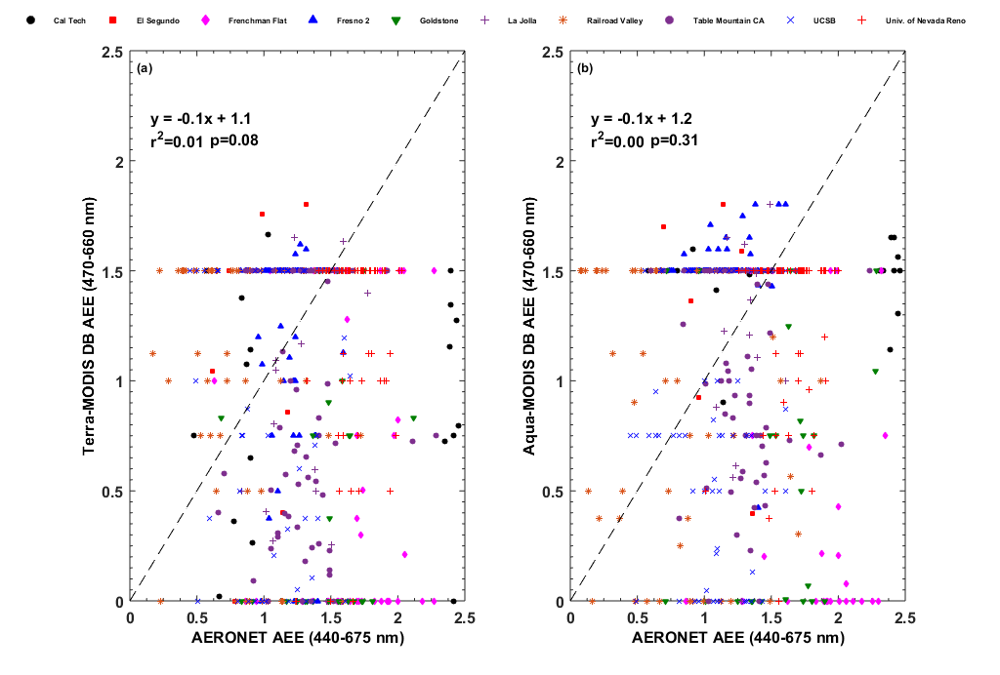 Cal Tech El Segundo Frenchman Flat Fresno 2 Goldstone La Jolla Railroad Valley Table Mountain CA UCSB Univ. of Nevada Reno
(a)
y = -0.1x + 1.1
r²=0.01 p=0.08
Terra-MODIS DB AEE (470-660 nm)
2.5
2
1.5
1
0.5
0
0 0.5 1 1.5 2 2.5
AERONET AEE (440-675 nm)
(b)
y = -0.1x + 1.2
r²=0.00 p=0.31
Aqua-MODIS DB AEE (470-660 nm)
2.5
2
1.5
1
0.5
0
0 0.5 1 1.5 2 2.5
AERONET AEE (440-675 nm)